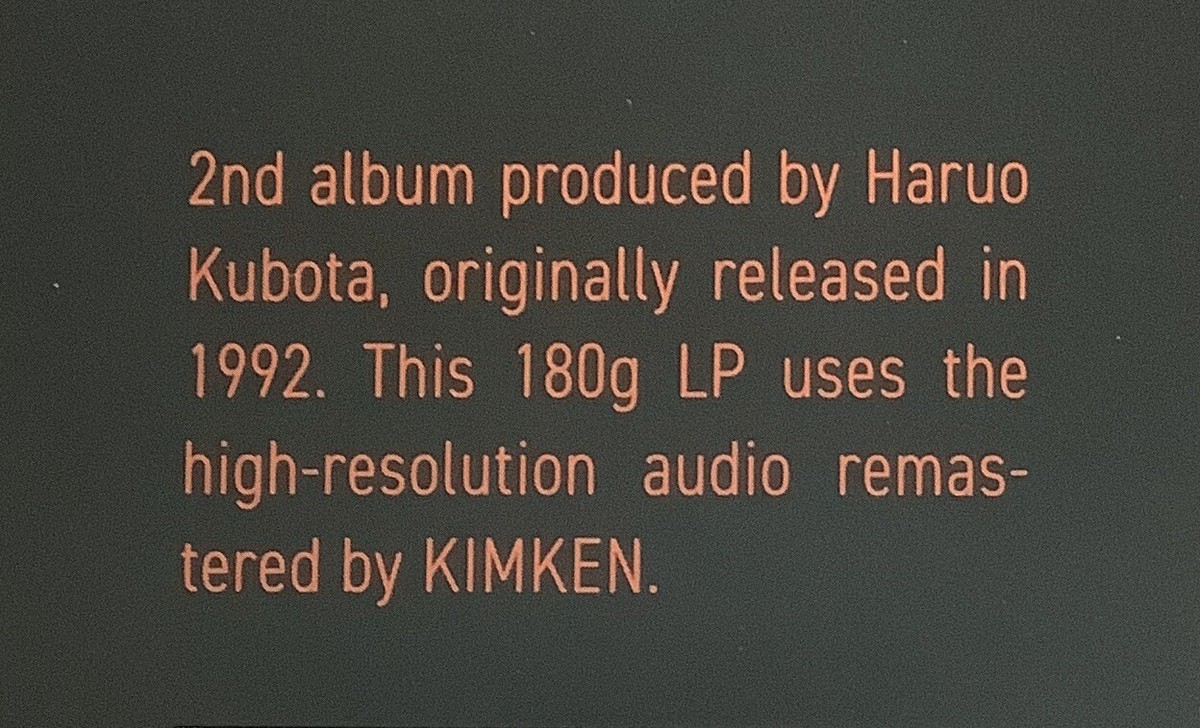 2nd album produced by Haruo
Kubota, originally released in
1992. This 180g LP uses the
high-resolution audio remas-
tered by KIMKEN.